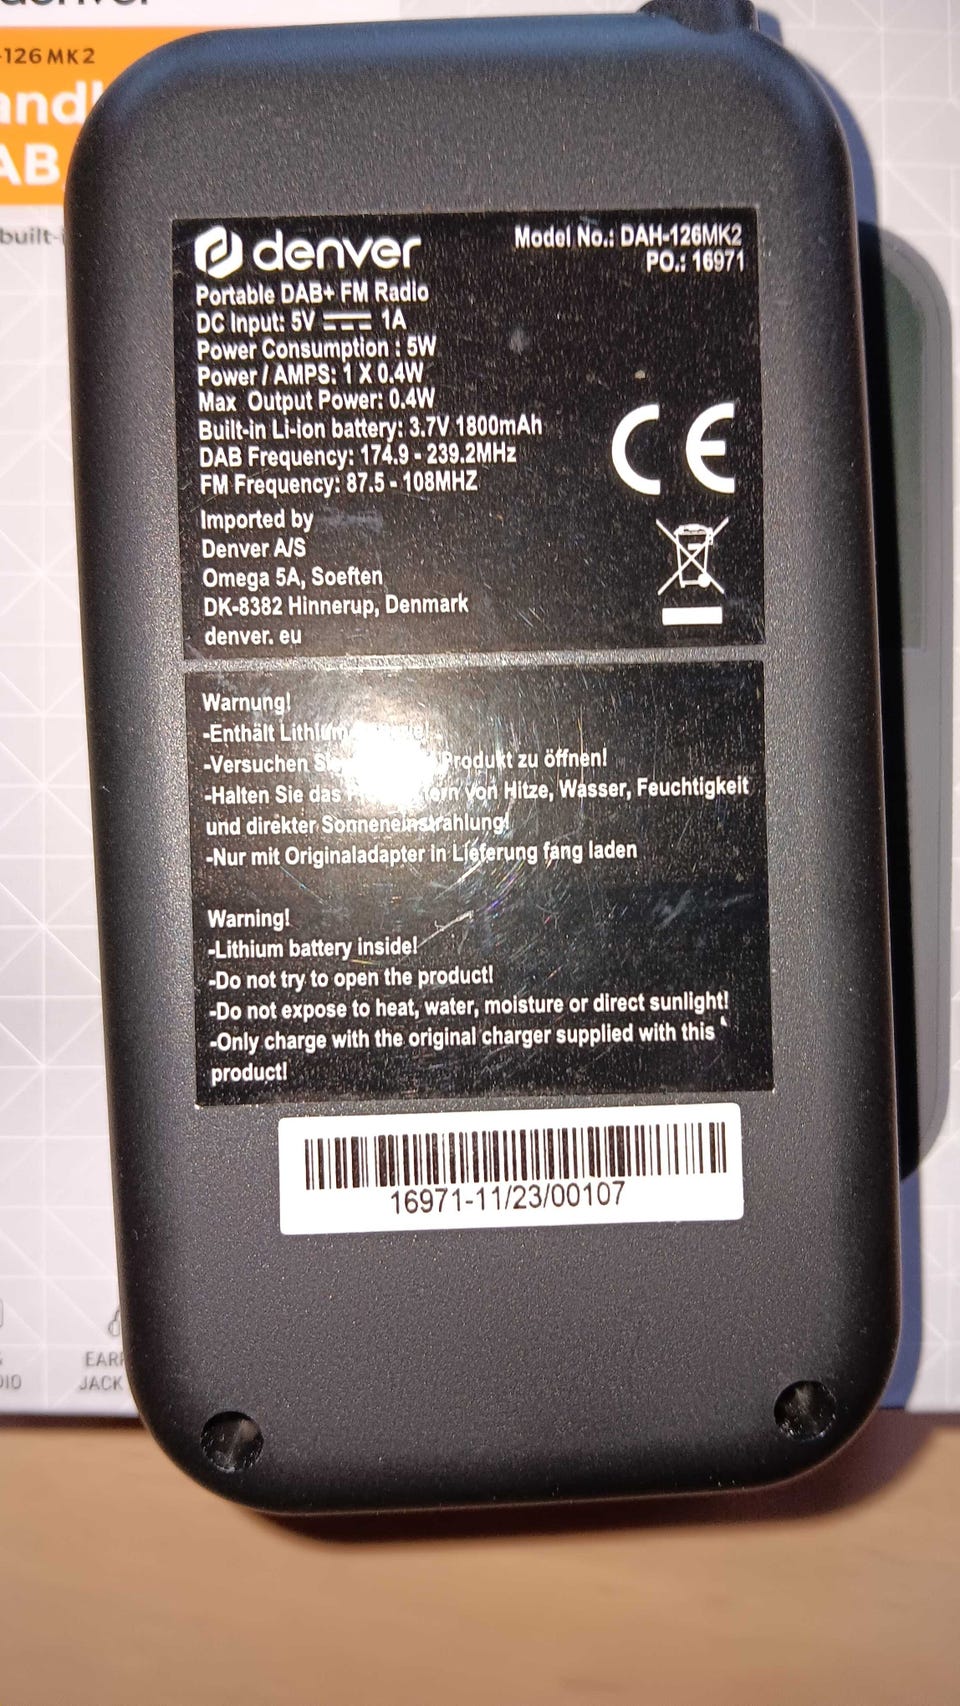 -126 MK2
AB
built-
denver
Model No.: DAH-126MK2
PO.: 16971
Portable DAB+ FM Radio
DC Input: 5V 1A
Power Consumption : 5W
Power / AMPS: 1 X 0.4W
Max Output Power: 0.4W
Built-in Li-ion battery: 3.7V 1800mAh
DAB Frequency: 174.9 - 239.2MHz
FM Frequency: 87.5 - 108MHZ
CE
Imported by
Denver A/S
Omega 5A, Soeften
DK-8382 Hinnerup, Denmark
denver. eu
Warnung!
-Enthält
-Versuchen Produkt zu öffnen!
-Halten Sie das von Hitze, Wasser, Feuchtigkeit
und direkter Sonneneinstrahlung!
-Nur mit Originaladapter in Lieferung fang laden
Warning!
-Lithium battery inside!
-Do not try to open the product!
-Do not expose to heat, water, moisture or direct sunlight!
-Only charge with the original charger supplied with this
product!
16971-11/23/00107
JACK